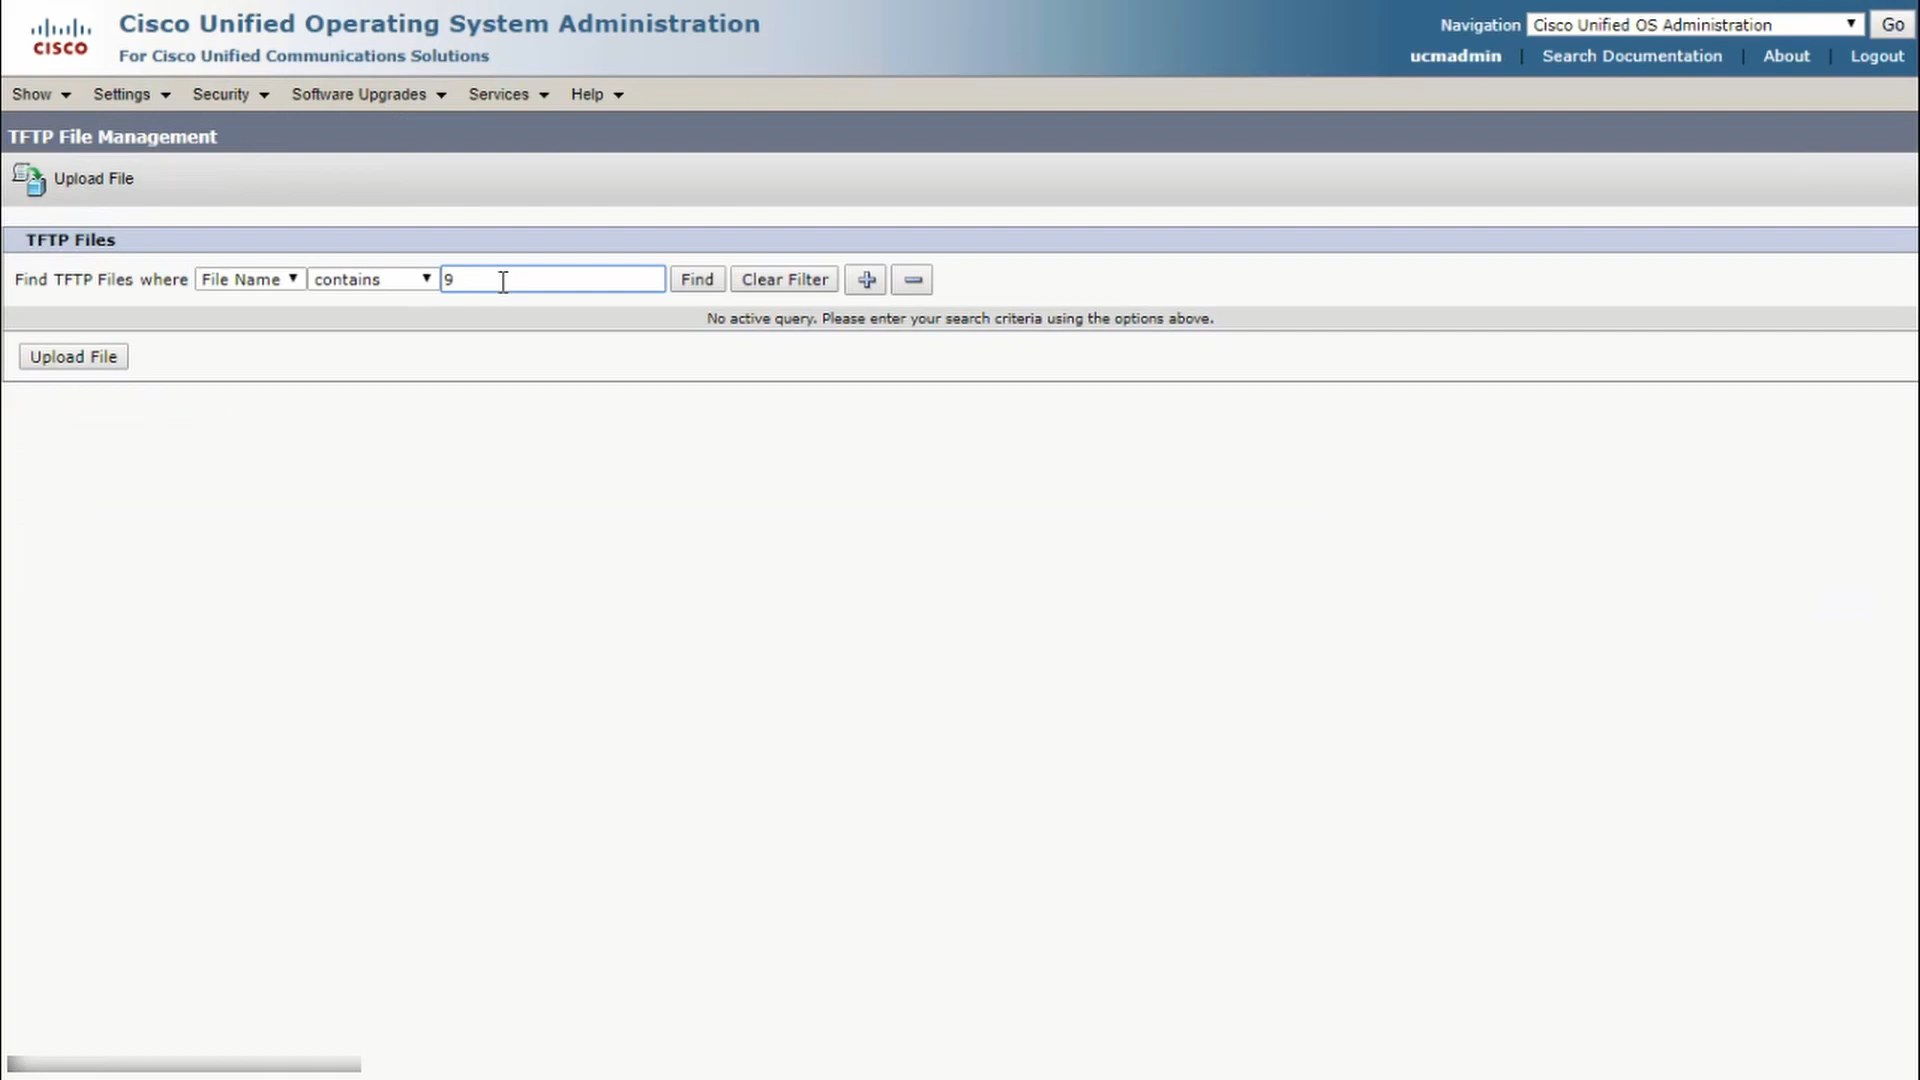 CISCO
Cisco Unified Operating System Administration
For Cisco Unified Communications Solutions
Navigation Cisco Unified OS Administration Go
ucmadmin | Search Documentation | About | Logout
Show Settings Security Software Upgrades Services Help
TFTP File Management
Upload File
TFTP Files
Find TFTP Files where File Name contains 9 Find Clear Filter
No active query. Please enter your search criteria using the options above.
Upload File